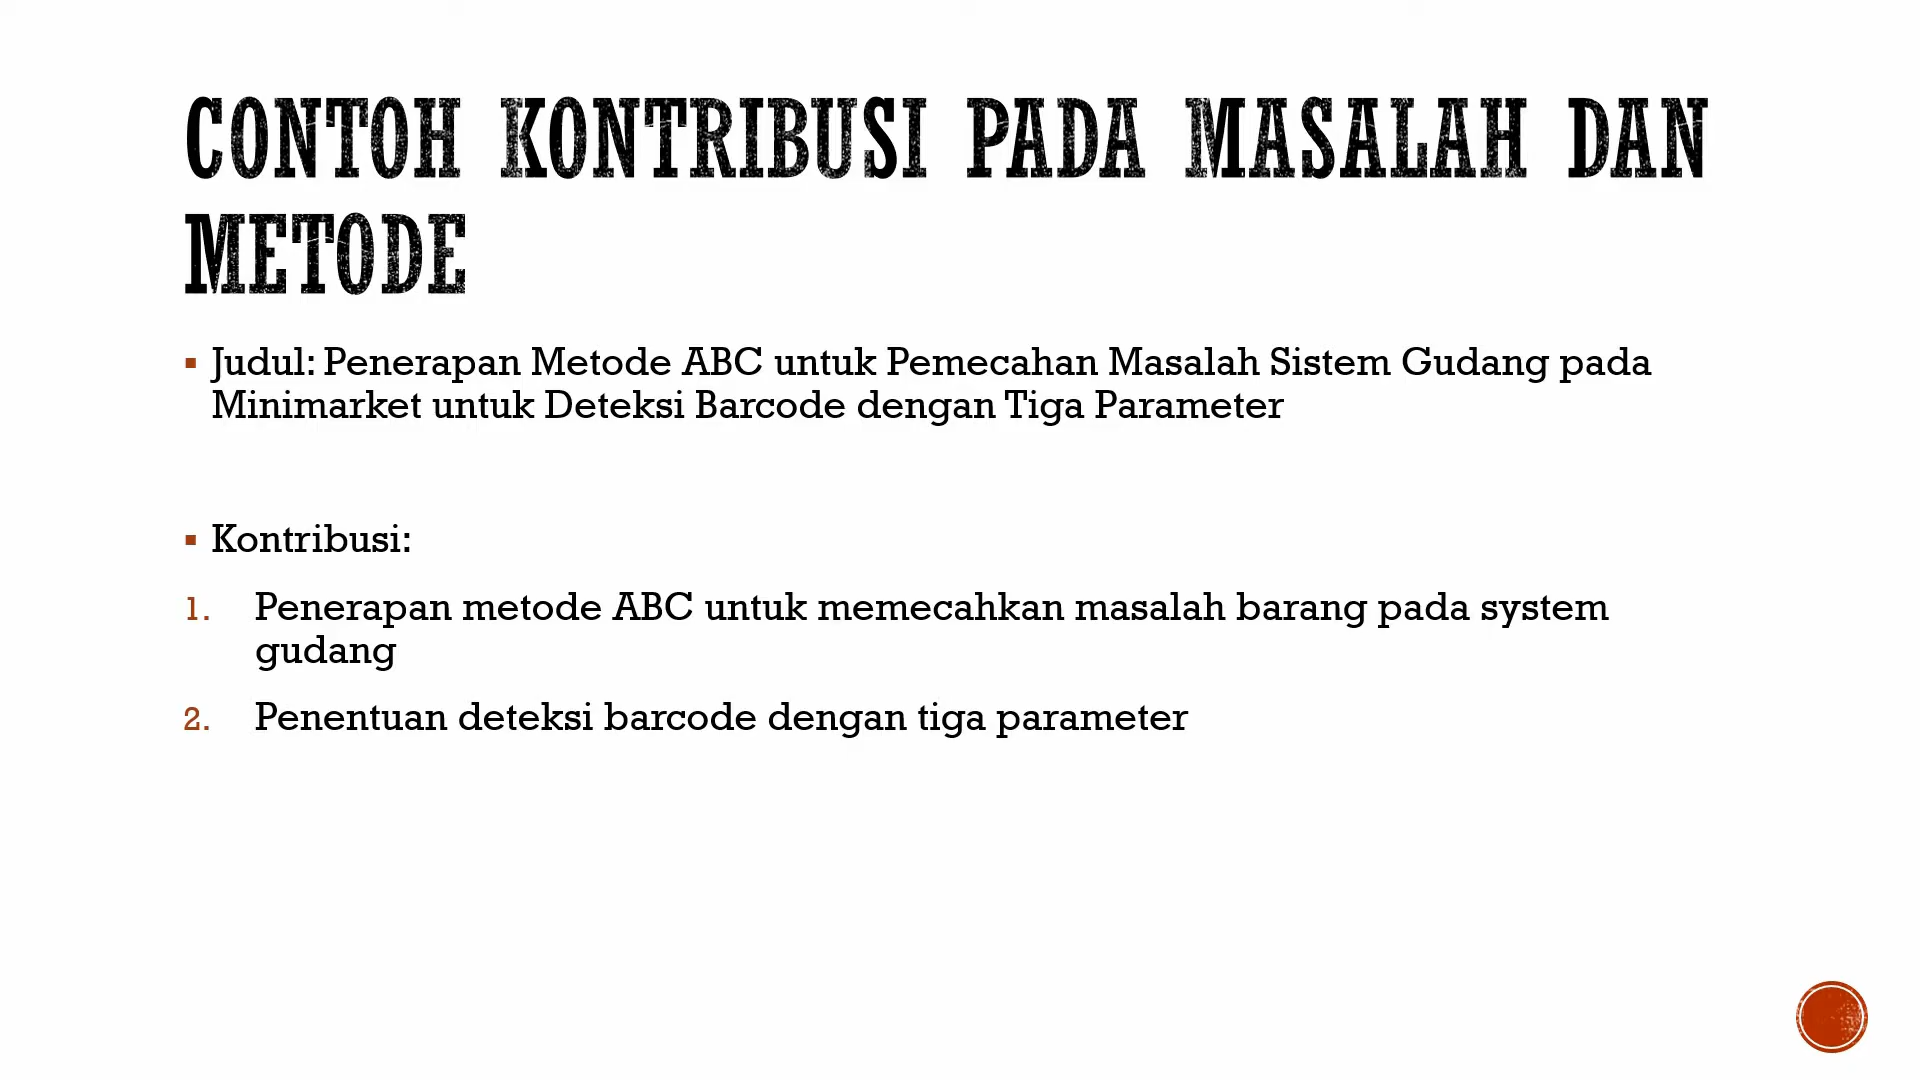 CONTOH KONTRIBUSI PADA MASALAH DAN
METODE
Judul: Penerapan Metode ABC untuk Pemecahan Masalah Sistem Gudang pada
Minimarket untuk Deteksi Barcode dengan Tiga Parameter
Kontribusi:
1. Penerapan metode ABC untuk memecahkan masalah barang pada system
gudang
2. Penentuan deteksi barcode dengan tiga parameter